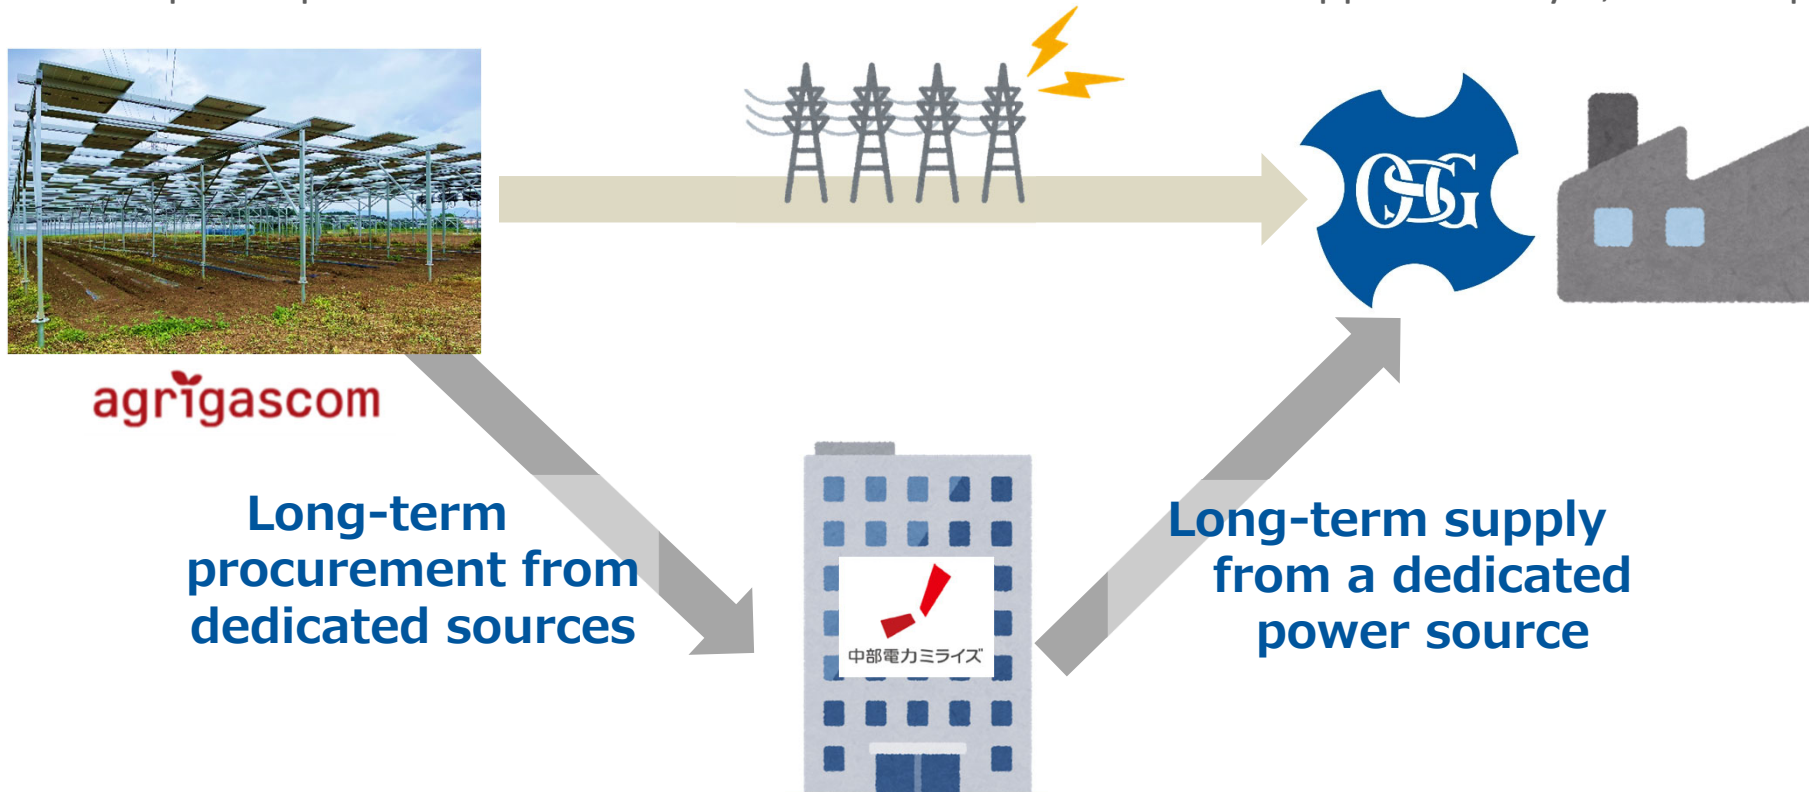 OSG
agrigascom
Long-term
procurement from
dedicated sources
中部電力ミライズ
Long-term supply
from a dedicated
power source